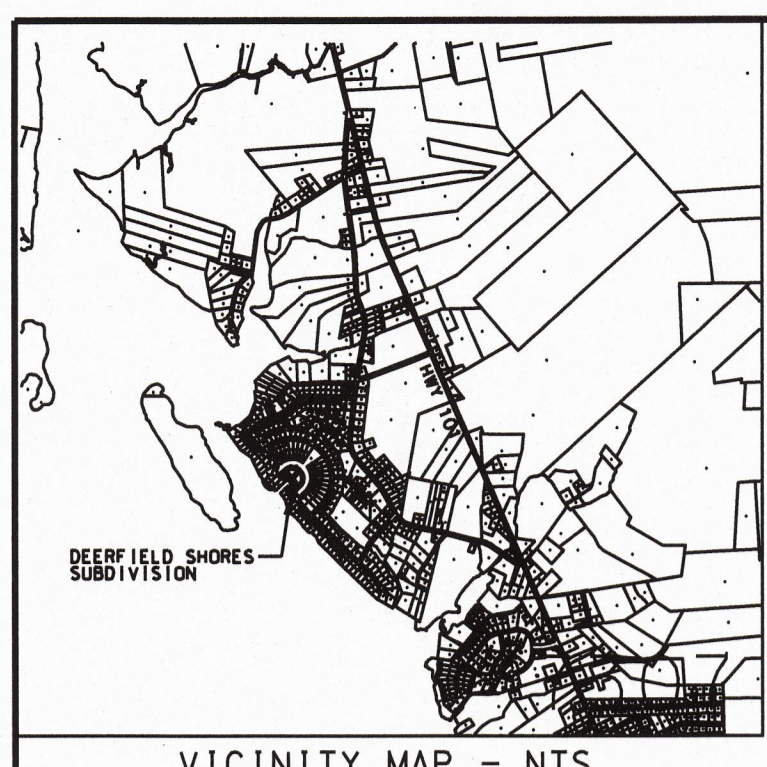 HWY 101
DEERFIELD SHORES
SUBDIVISION
VICINITY MAP - NTS